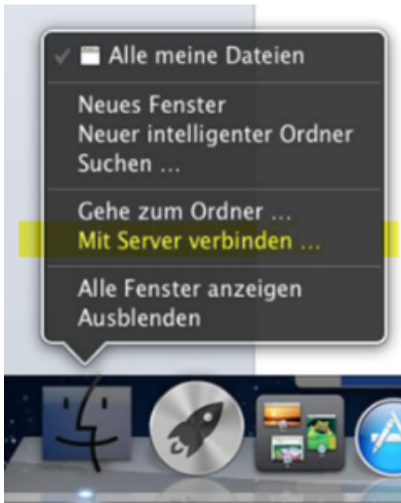 Alle meine Dateien
Neues Fenster
Neuer intelligenter Ordner
Suchen ...
Gehe zum Ordner ...
Mit Server verbinden ...
Alle Fenster anzeigen
Ausblenden